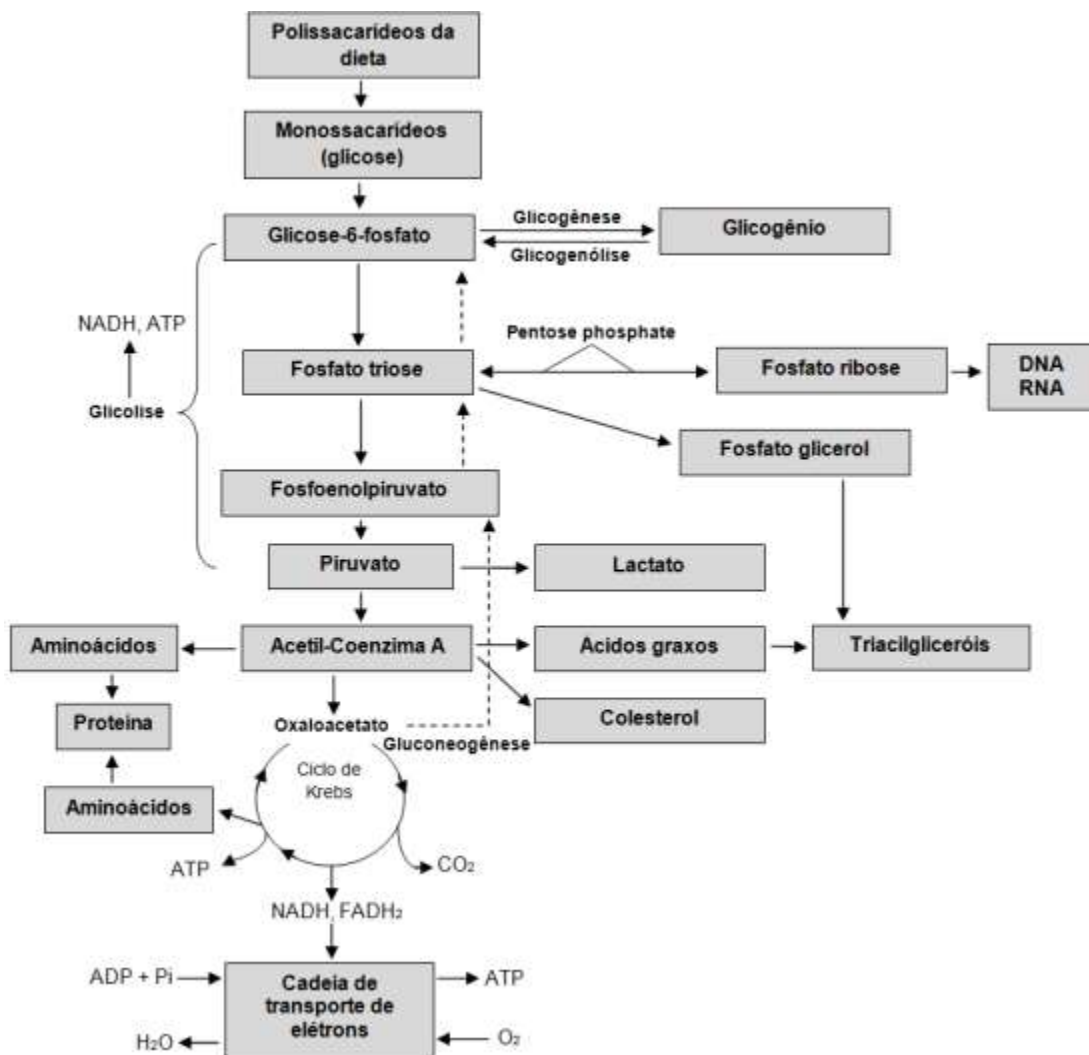 Polissacarídeos da
dieta
Monossacarídeos
(glicose)
Glicose-6-fosfato
Glicogênese
Glicogenólise
Glicogênio
NADH, ATP
Glicolise
Fosfato triose
Pentose phosphate
Fosfato ribose
DNA
RNA
Fosfato glicerol
Fosfoenolpiruvato
Piruvato
Lactato
Aminoácidos
Acetil-Coenzima A
Acidos graxos
Triacilgliceróis
Proteina
Oxaloacetato
Colesterol
Gluconeogênese
Ciclo de
Krebs
Aminoácidos
ATP
CO₂
NADH, FADH₂
ADP + Pi
Cadeia de
transporte de
elétrons
ATP
H₂O
O₂